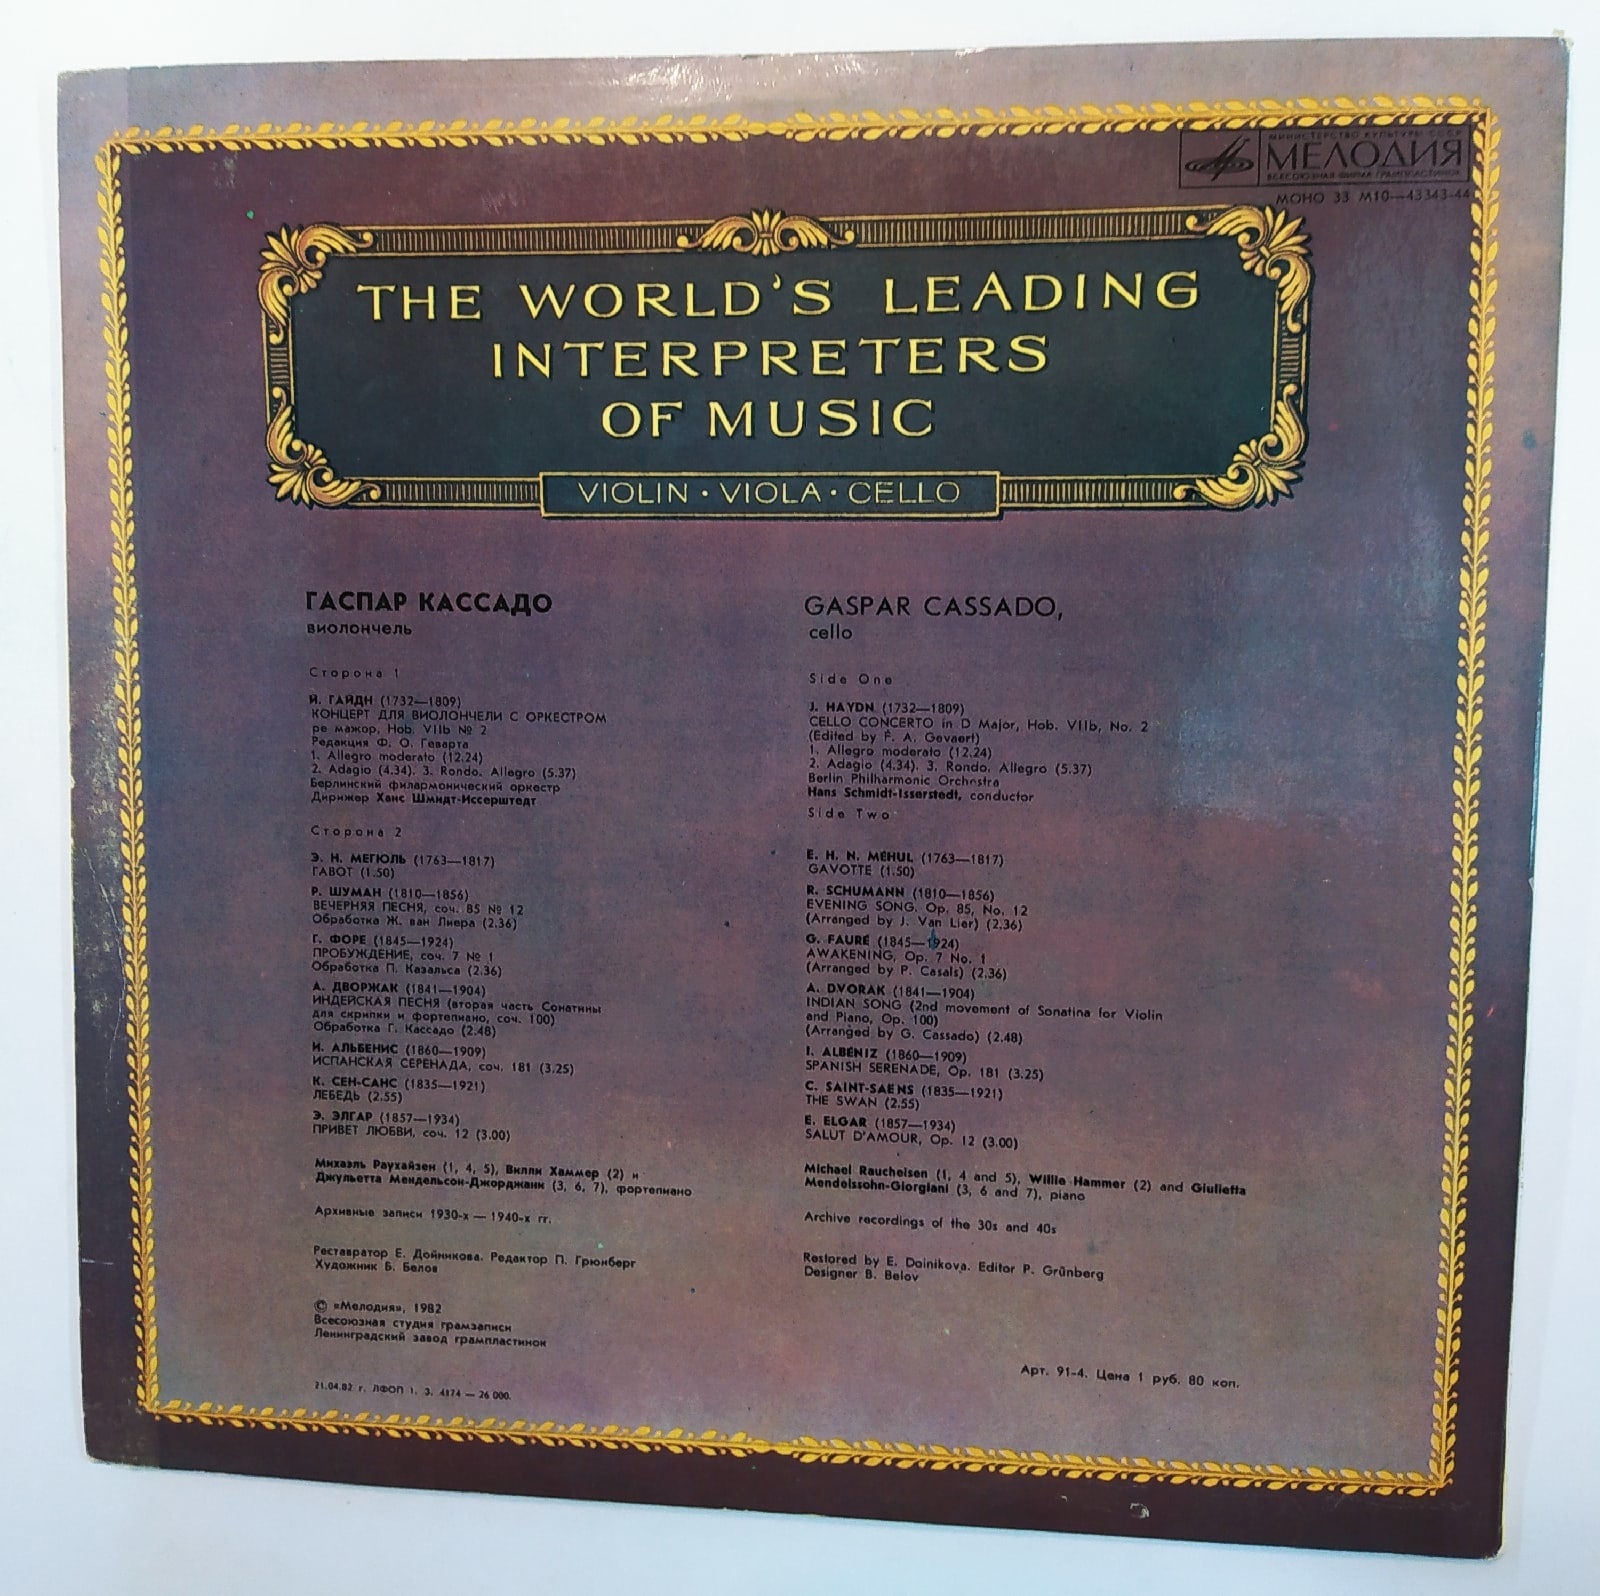 МИНИСТЕРСТВО КУЛЬТУРЫ СССР
МЕЛОДИЯ
ВСЕСОЮЗНАЯ ФИРМА ГРАМПЛАСТИНОК
МОНО 33 М10—43343-44
THE WORLD'S LEADING
INTERPRETERS
OF MUSIC
VIOLIN · VIOLA · CELLO
ГАСПАР КАССАДО
виолончель
Сторона 1
Й. ГАЙДН (1732—1809)
КОНЦЕРТ ДЛЯ ВИОЛОНЧЕЛИ С ОРКЕСТРОМ
ре мажор, Hob. VIIb № 2
Редакция Ф. О. Геварта
1. Allegro moderato (12.24)
2. Adagio (4.34). 3. Rondo. Allegro (5.37)
Берлинский филармонический оркестр
Дирижер Ханс Шмидт-Иссерштедт
Сторона 2
Э. Н. МЕГЮЛЬ (1763—1817)
ГАВОТ (1.50)
Р. ШУМАН (1810—1856)
ВЕЧЕРНЯЯ ПЕСНЯ, соч. 85 № 12
Обработка Ж. ван Лиера (2.36)
Г. ФОРЕ (1845—1924)
ПРОБУЖДЕНИЕ, соч. 7 № 1
Обработка П. Казальса (2.36)
А. ДВОРЖАК (1841—1904)
ИНДЕЙСКАЯ ПЕСНЯ (вторая часть Сонатины
для скрипки и фортепиано, соч. 100)
Обработка Г. Кассадо (2.48)
И. АЛЬБЕНИС (1860—1909)
ИСПАНСКАЯ СЕРЕНАДА, соч. 181 (3.25)
К. СЕН-САНС (1835—1921)
ЛЕБЕДЬ (2.55)
Э. ЭЛГАР (1857—1934)
ПРИВЕТ ЛЮБВИ, соч. 12 (3.00)
Михаэль Раухайзен (1, 4, 5), Вилли Хаммер (2) и
Джульетта Мендельсон-Джорджани (3, 6, 7), фортепиано
Архивные записи 1930-х — 1940-х гг.
Реставратор Е. Дойникова. Редактор П. Грюнберг
Художник Б. Белов
© «Мелодия», 1982
Всесоюзная студия грамзаписи
Ленинградский завод грампластинок
21.04.82 г. ЛФОП 1. З. 4174 — 26 000.
GASPAR CASSADO,
cello
Side One
J. HAYDN (1732—1809)
CELLO CONCERTO in D Major, Hob. VIIb, No. 2
(Edited by F. A. Gevaert)
1. Allegro moderato (12.24)
2. Adagio (4.34). 3. Rondo. Allegro (5.37)
Berlin Philharmonic Orchestra
Hans Schmidt-Isserstedt, conductor
Side Two
E. H. N. MÉHUL (1763—1817)
GAVOTTE (1.50)
R. SCHUMANN (1810—1856)
EVENING SONG, Op. 85, No. 12
(Arranged by J. Van Lier) (2.36)
G. FAURÉ (1845—1924)
AWAKENING, Op. 7 No. 1
(Arranged by P. Casals) (2.36)
A. DVORAK (1841—1904)
INDIAN SONG (2nd movement of Sonatina for Violin
and Piano, Op. 100)
(Arranged by G. Cassado) (2.48)
I. ALBÉNIZ (1860—1909)
SPANISH SERENADE, Op. 181 (3.25)
C. SAINT-SAENS (1835—1921)
THE SWAN (2.55)
E. ELGAR (1857—1934)
SALUT D'AMOUR, Op. 12 (3.00)
Michael Raucheisen (1, 4 and 5), Willie Hammer (2) and Giulietta
Mendelssohn-Giorgiani (3, 6 and 7), piano
Archive recordings of the 30s and 40s
Restored by E. Doinikova. Editor P. Grünberg
Designer B. Belov
Арт. 91-4. Цена 1 руб. 80 коп.